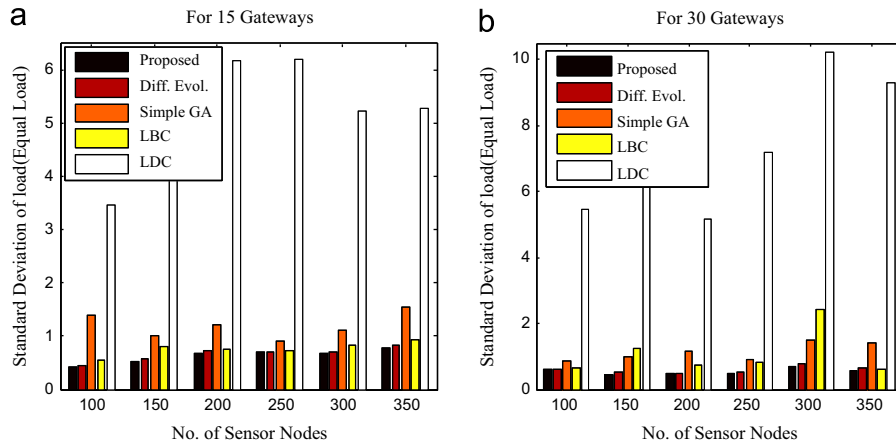 a
For 15 Gateways
Standard Deviation of load(Equal Load)
6
5
4
3
2
1
0
Proposed
Diff. Evol.
Simple GA
LBC
LDC
100 150 200 250 300 350
No. of Sensor Nodes
b
For 30 Gateways
Standard Deviation of load(Equal Load)
10
8
6
4
2
0
Proposed
Diff. Evol.
Simple GA
LBC
LDC
100 150 200 250 300 350
No. of Sensor Nodes